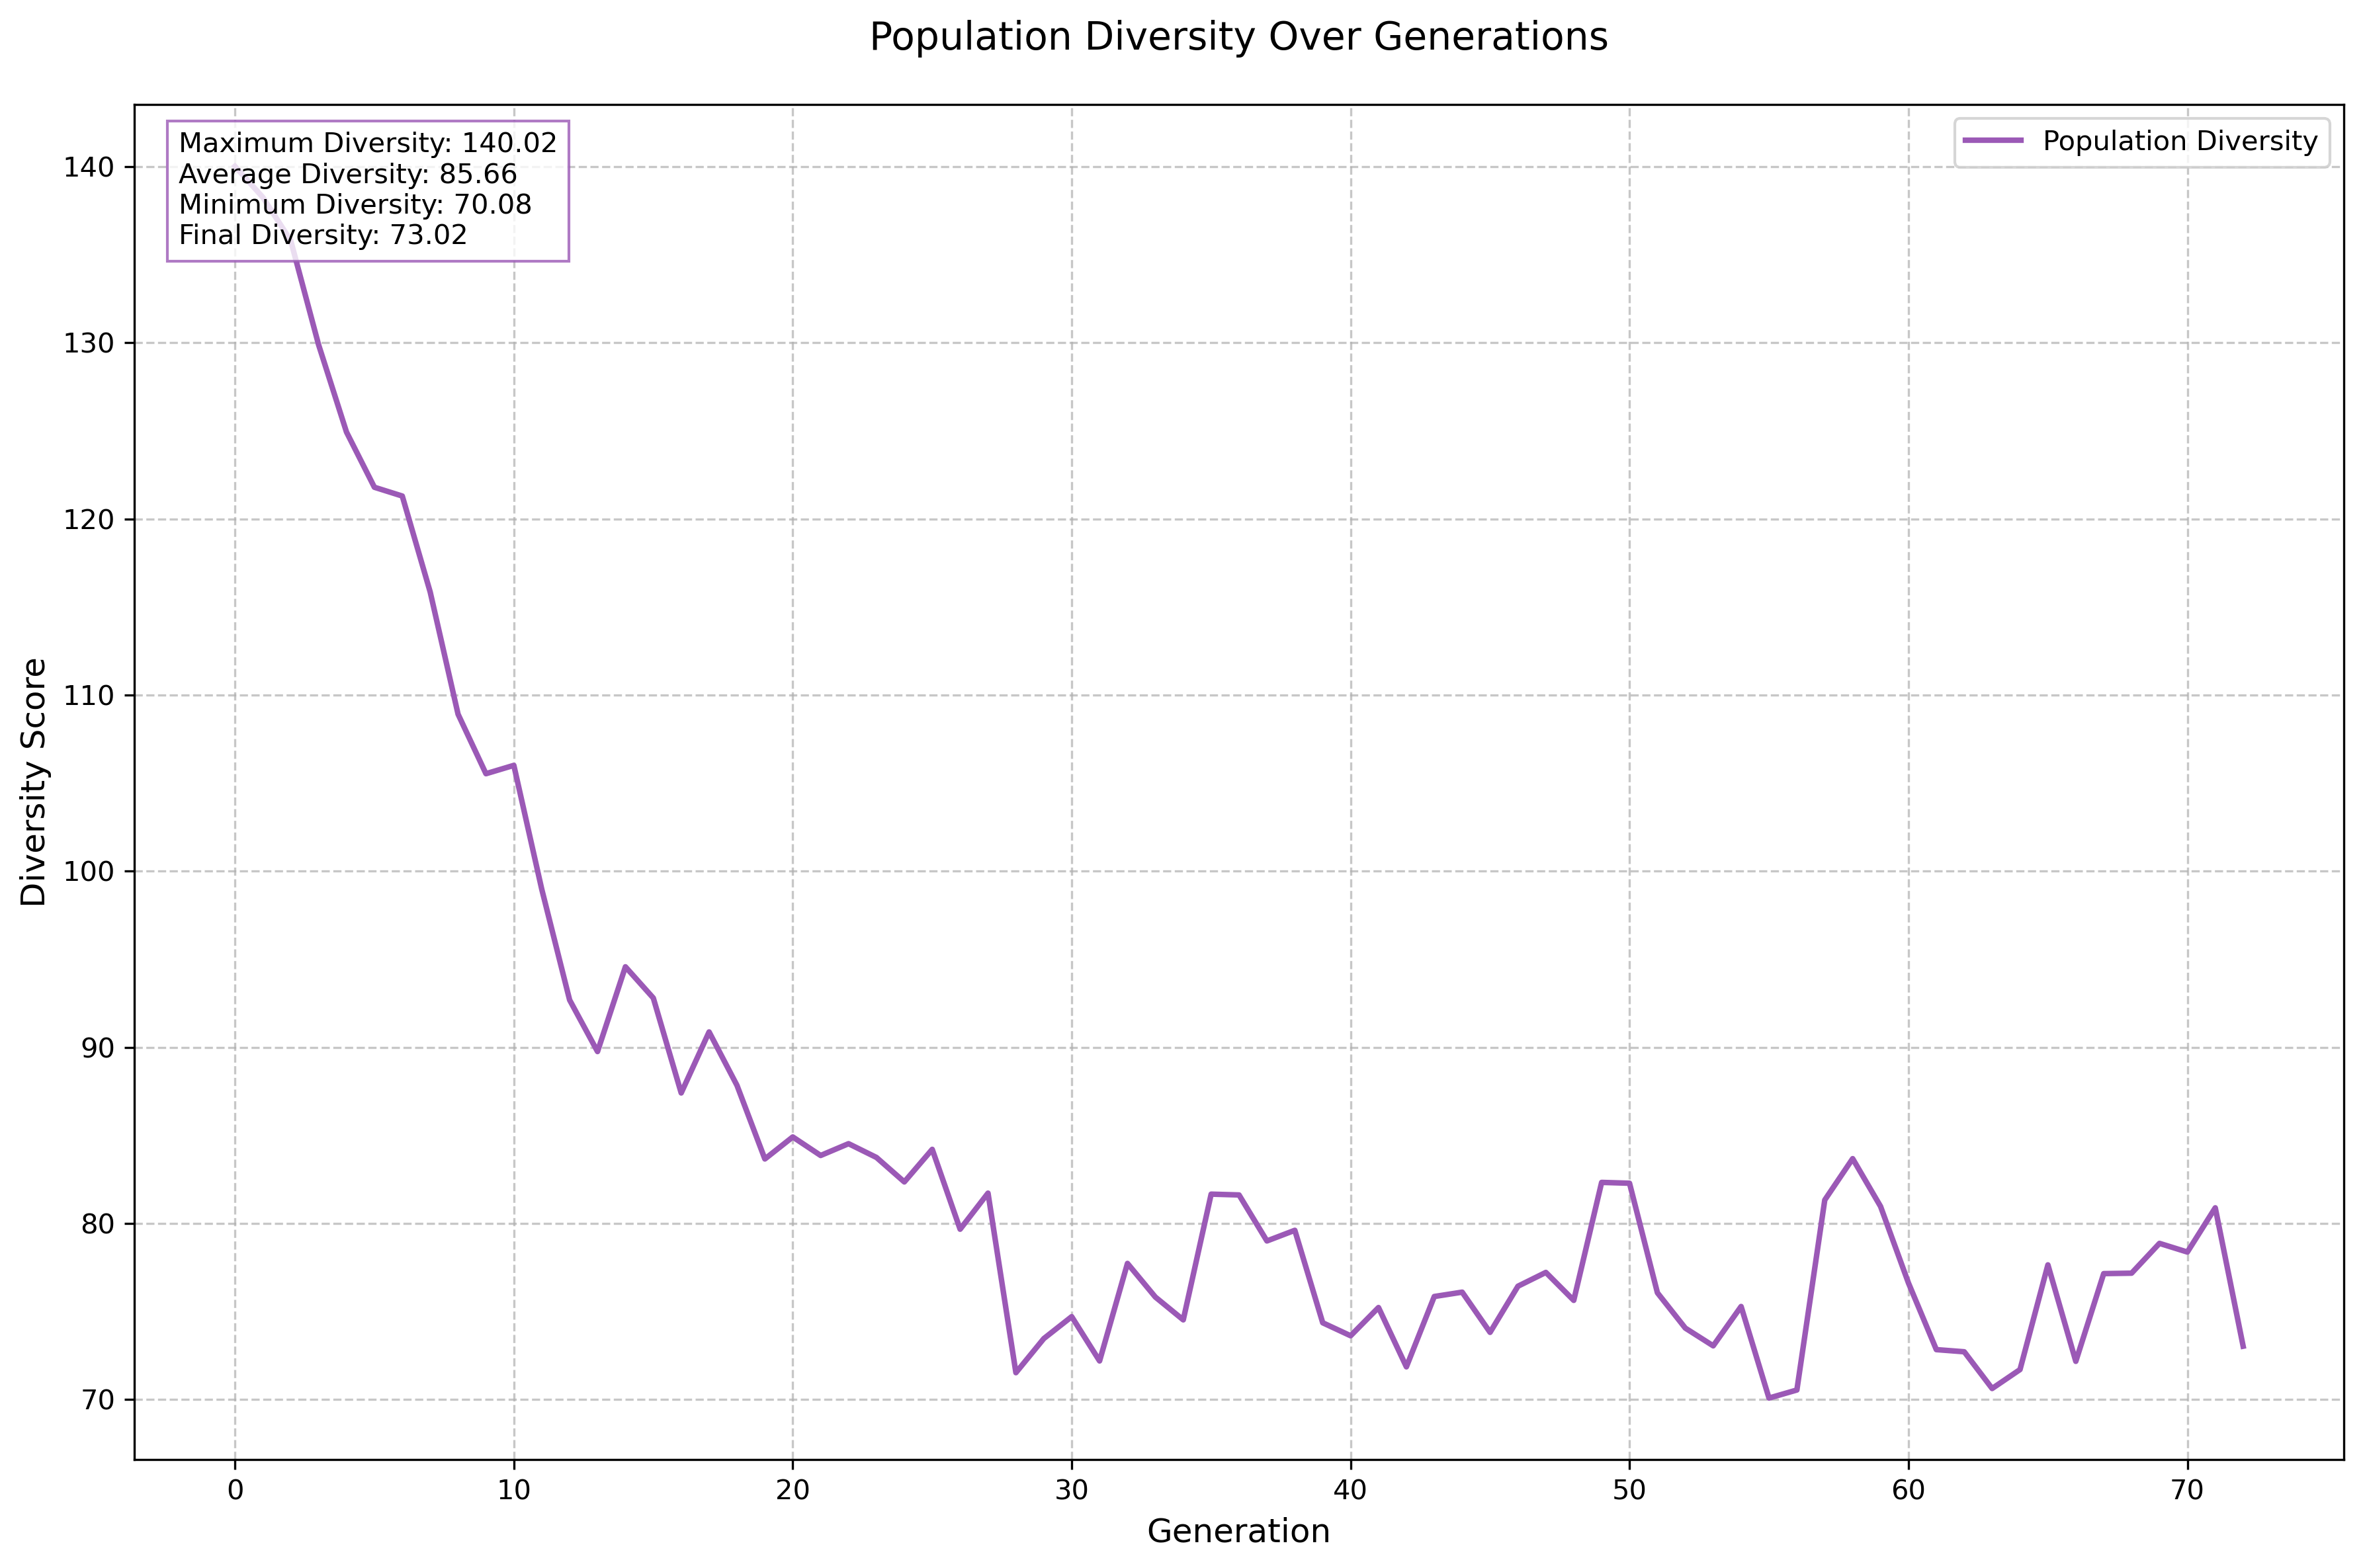 Population Diversity Over Generations
Maximum Diversity: 140.02
Average Diversity: 85.66
Minimum Diversity: 70.08
Final Diversity: 73.02
Population Diversity
Diversity Score
140
130
120
110
100
90
80
70
0 10 20 30 40 50 60 70
Generation